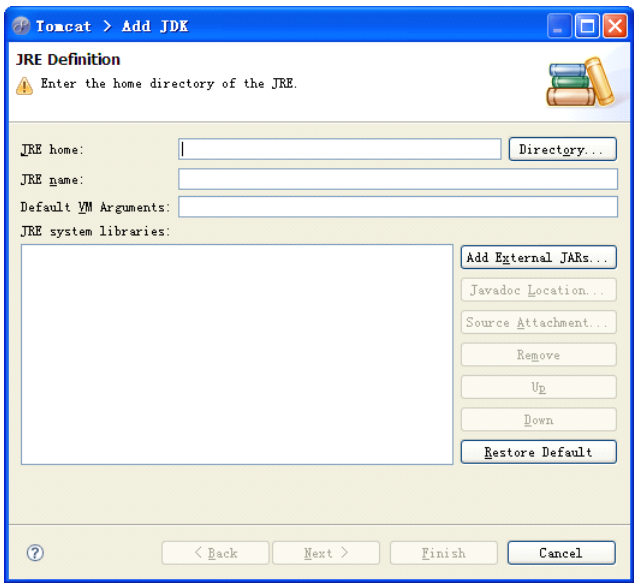 Tomcat > Add JDK
JRE Definition
Enter the home directory of the JRE.
JRE home:
Directory...
JRE name:
Default VM Arguments:
JRE system libraries:
Add External JARs...
Javadoc Location...
Source Attachment...
Remove
Up
Down
Restore Default
? < Back Next > Finish Cancel